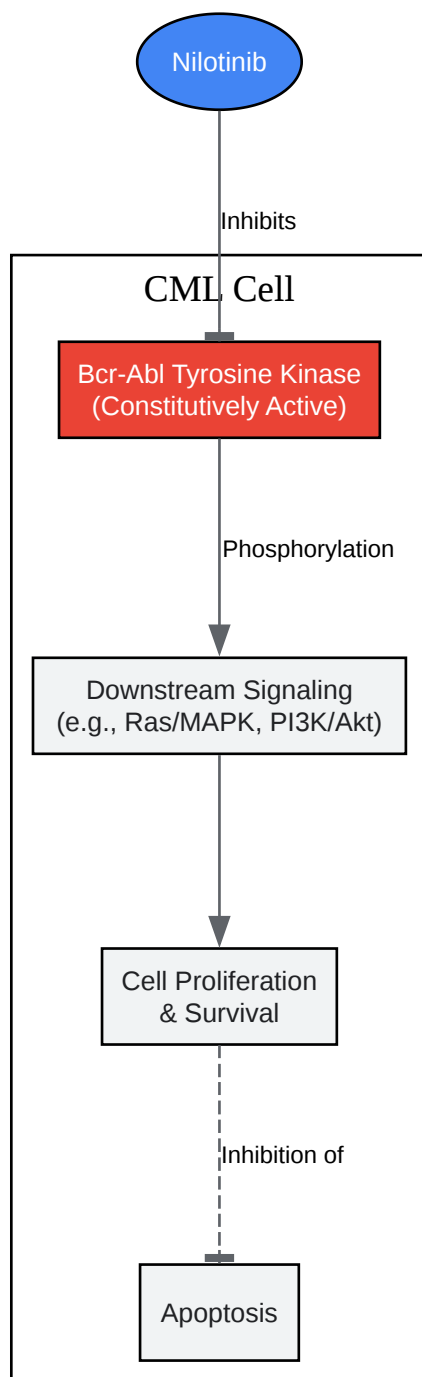 Nilotinib
Inhibits
CML Cell
Bcr-Abl Tyrosine Kinase
(Constitutively Active)
Phosphorylation
Downstream Signaling
(e.g., Ras/MAPK, PI3K/Akt)
Cell Proliferation
& Survival
Inhibition of
Apoptosis